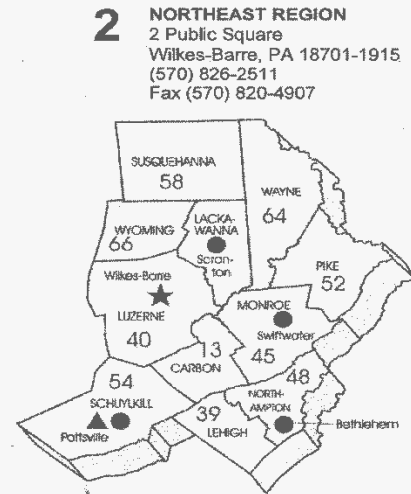 2 NORTHEAST REGION
2 Public Square
Wilkes-Barre, PA 18701-1915
(570) 826-2511
Fax (570) 820-4907
SUSQUEHANNA
58
WAYNE
64
WYOMING
66
LACKA-
WANNA
Scran-
ton
PIKE
52
Wilkes-Barre
LUZERNE
40
MONROE
Swiftwater
45
13
CARBON
54
SCHUYLKILL
Pottsville
48
NORTH-
AMPTON
39
LEHIGH
Bethlehem